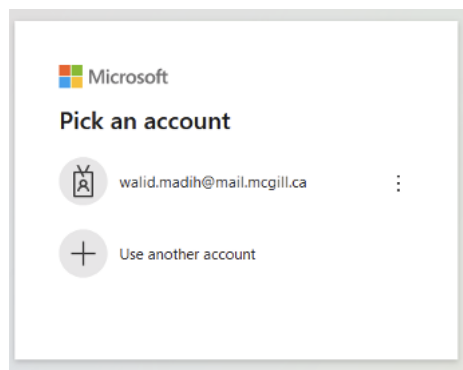 Microsoft
Pick an account
walid.madih@mail.mcgill.ca
Use another account